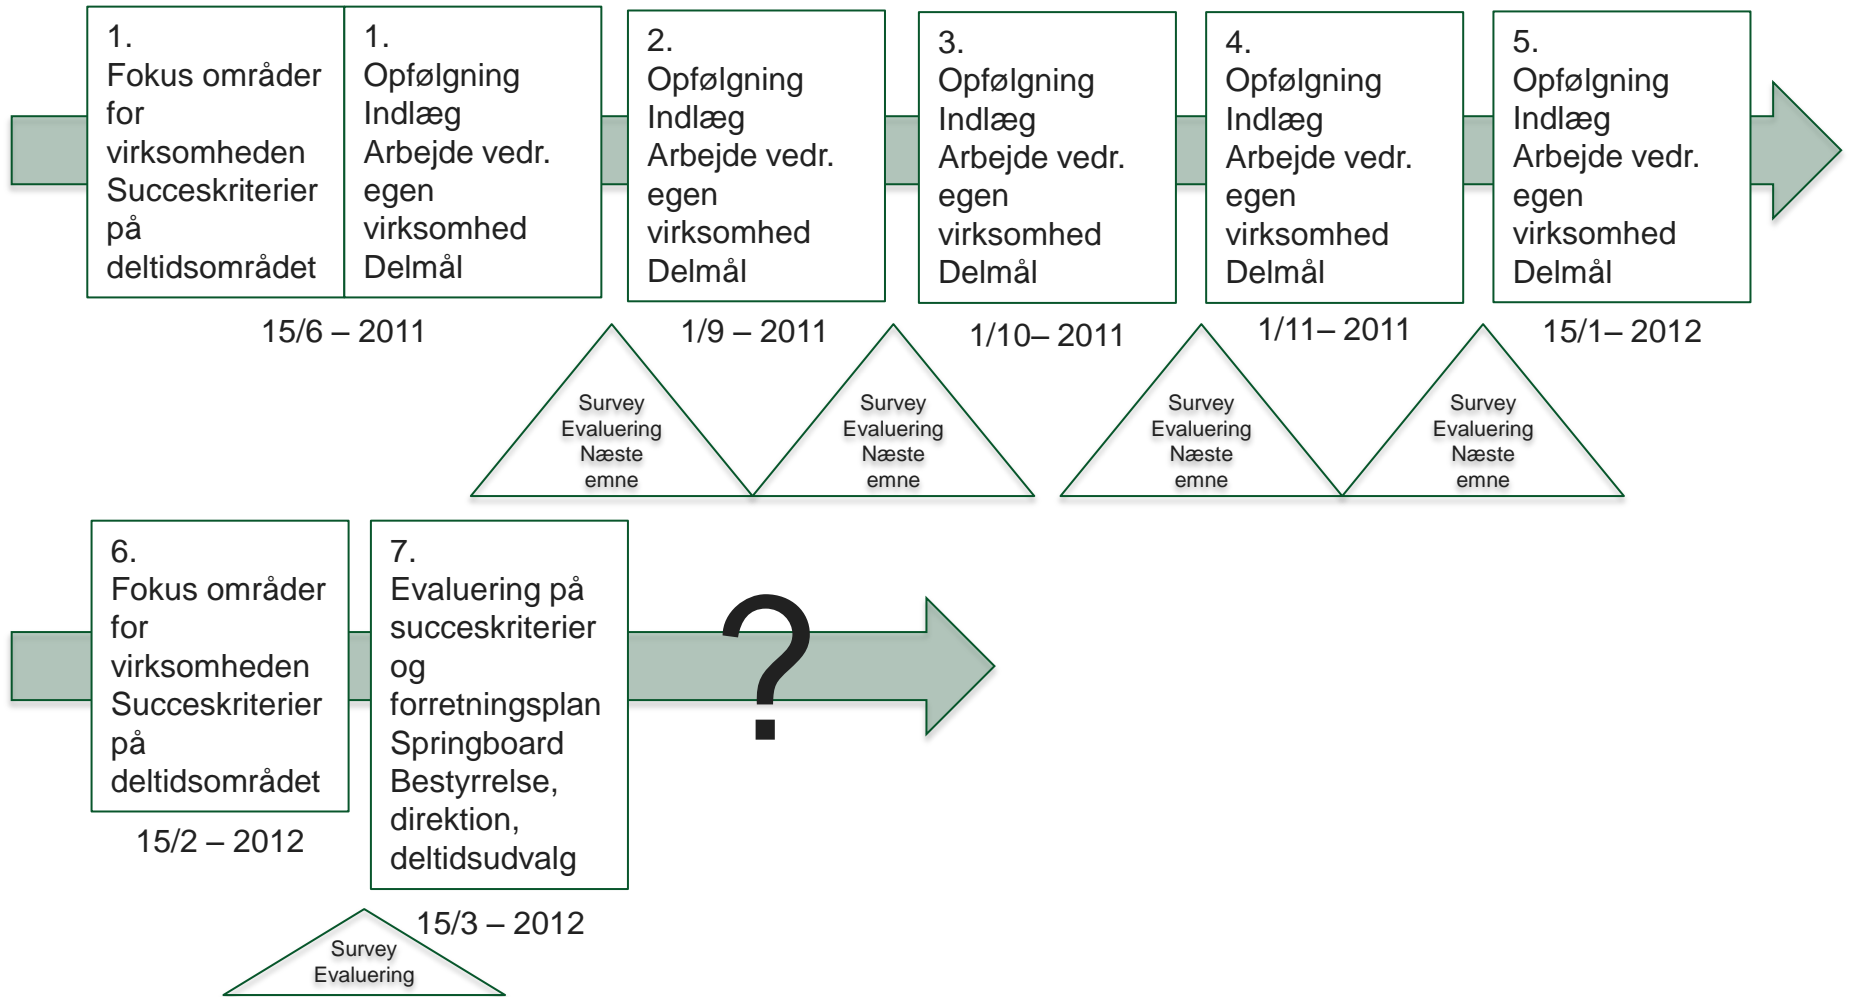 1.
Fokus områder
for
virksomheden
Succeskriterier
på
deltidsområdet
1.
Opfølgning
Indlæg
Arbejde vedr.
egen
virksomhed
Delmål
15/6 – 2011
2.
Opfølgning
Indlæg
Arbejde vedr.
egen
virksomhed
Delmål
1/9 – 2011
3.
Opfølgning
Indlæg
Arbejde vedr.
egen
virksomhed
Delmål
1/10– 2011
4.
Opfølgning
Indlæg
Arbejde vedr.
egen
virksomhed
Delmål
1/11– 2011
5.
Opfølgning
Indlæg
Arbejde vedr.
egen
virksomhed
Delmål
15/1– 2012
Survey
Evaluering
Næste
emne
Survey
Evaluering
Næste
emne
Survey
Evaluering
Næste
emne
Survey
Evaluering
Næste
emne
6.
Fokus områder
for
virksomheden
Succeskriterier
på
deltidsområdet
15/2 – 2012
7.
Evaluering på
succeskriterier
og
forretningsplan
Springboard
Bestyrrelse,
direktion,
deltidsudvalg
15/3 – 2012
?
Survey
Evaluering